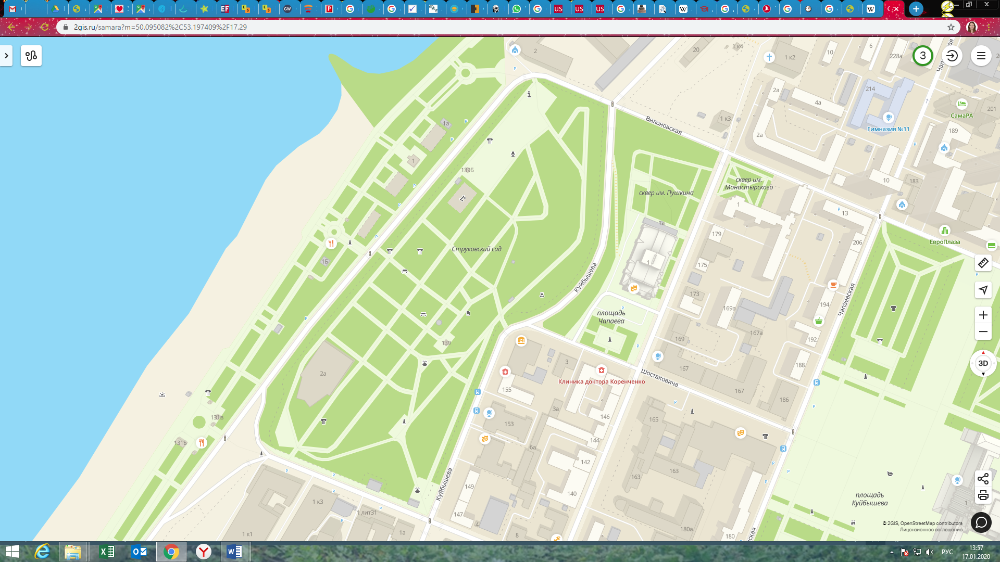 2gis.ru/samara?m=50.095082%2C53.197409%2F17.29
3
2
20
1 к4
10
6
228а
1 к2
Чапаевская
2а
4а
214
201
СамаРА
1 к3
Гимназия №11
189
1а
Вилоновская
2а
1
139Б
сквер им.
Монастырского
10
183
сквер им. Пушкина
1
13
1а
179
206
ЕвроПлаза
Струковский сад
1Б
1
175
Куйбышева
173
169а
194
Чапаевская
площадь
Чапаева
167а
139
169
192
3
2а
167
188
Шостаковича
Клиника доктора Коренченко
155
167
186
3D
3а
146
131в
153
165
144
131Б
6а
142
163
163
149
Куйбышева
140
площадь
Куйбышева
1 к3
1
147
1 лит31
4
1 к1
1а
8
180а
180
© 2GIS, OpenStreetMap contributors
Лицензионное соглашение
РУС
13:57
17.01.2020